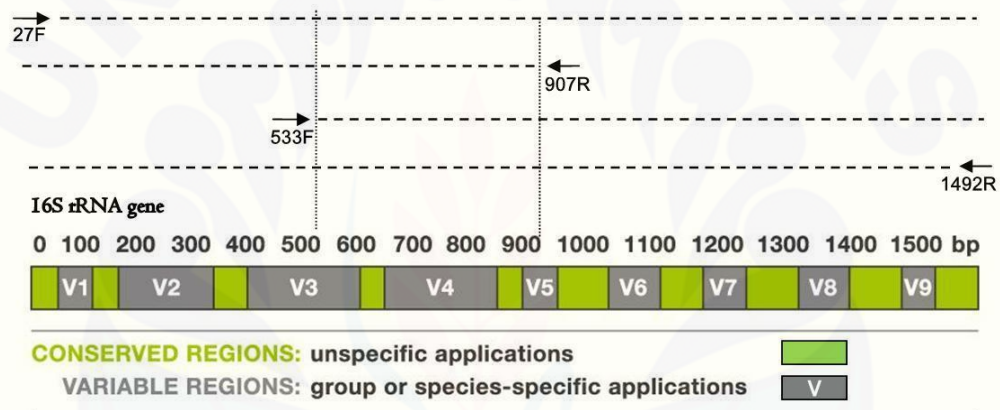 27F
907R
533F
1492R
16S rRNA gene
0 100 200 300 400 500 600 700 800 900 1000 1100 1200 1300 1400 1500 bp
V1 V2 V3 V4 V5 V6 V7 V8 V9
CONSERVED REGIONS: unspecific applications
VARIABLE REGIONS: group or species-specific applications V